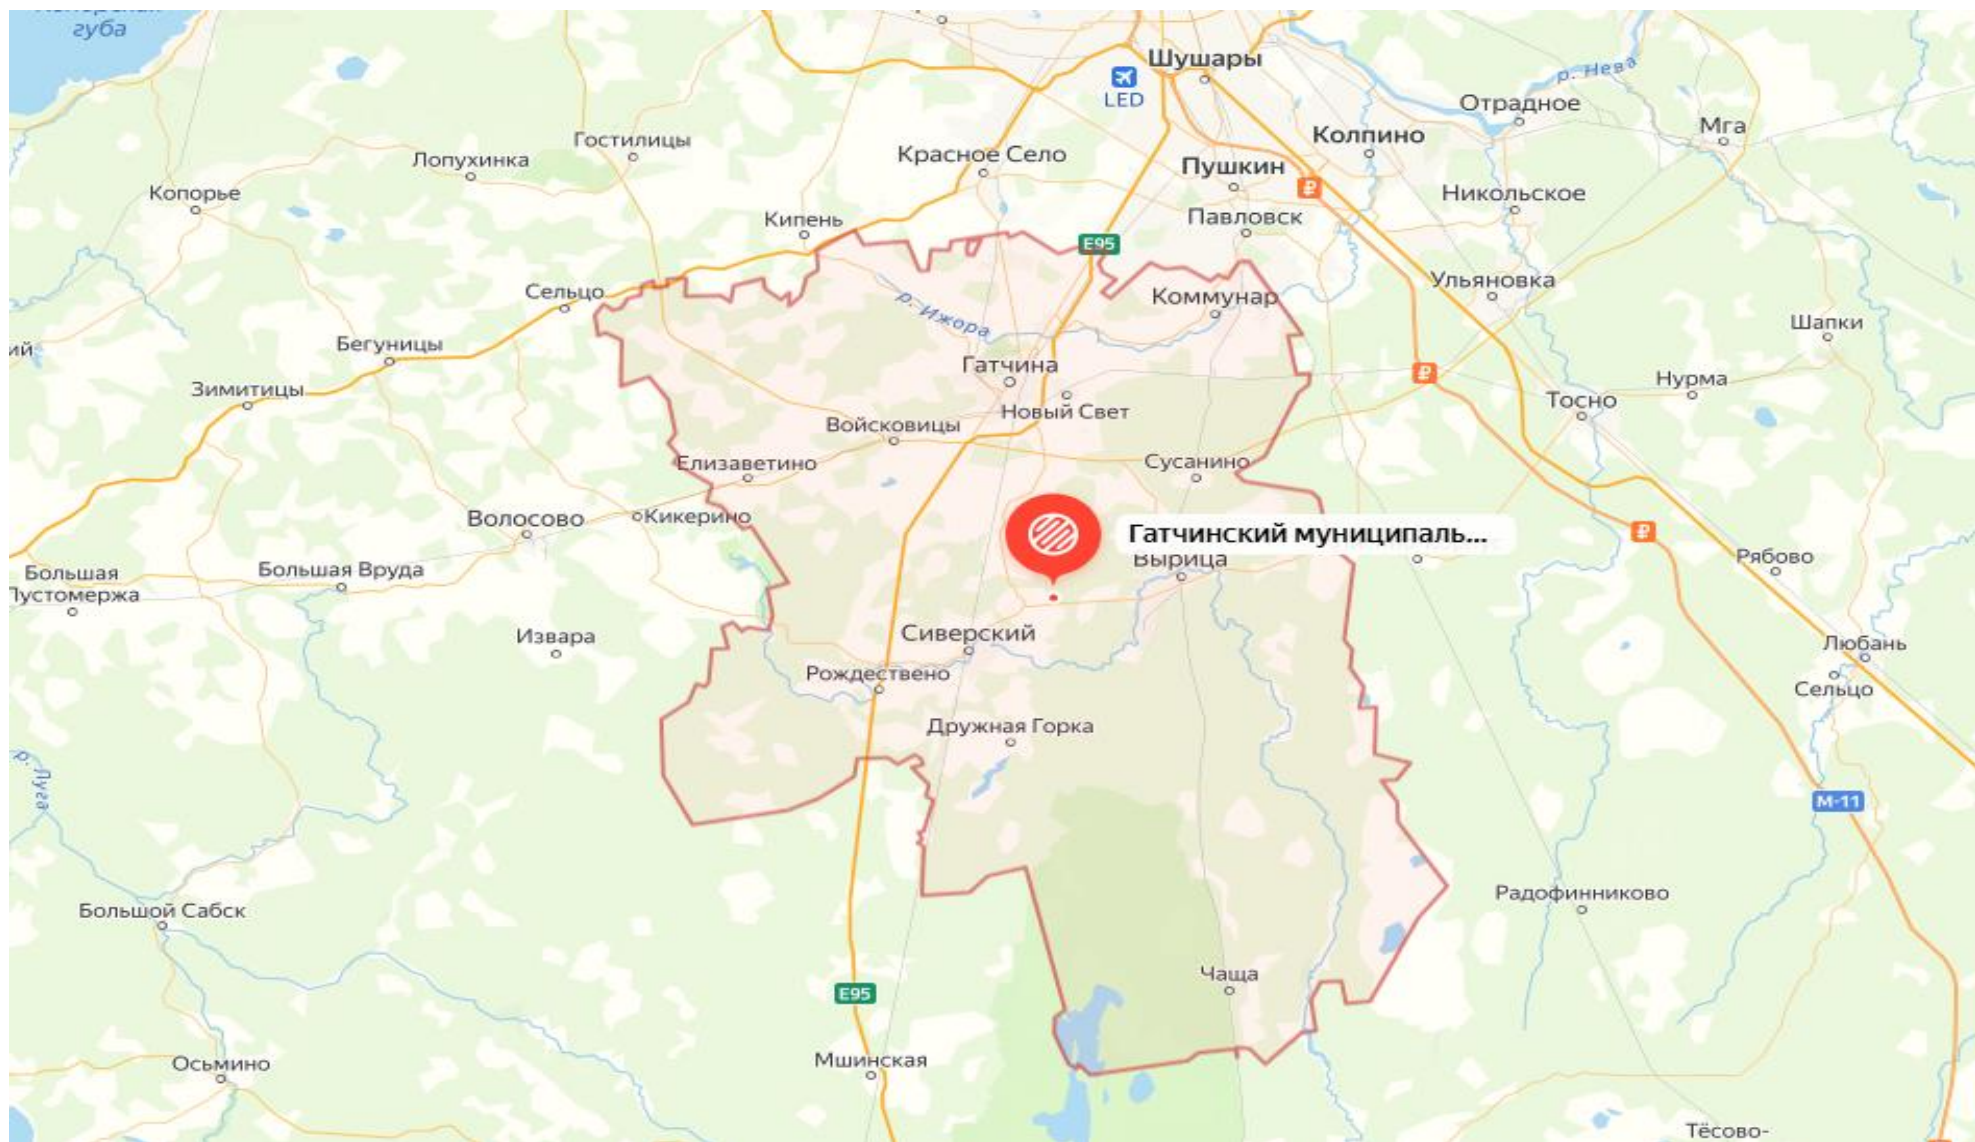 губа
Шушары
р. Нева
LED
Отрадное
Мга
Колпино
Гостилицы
Лопухинка
Красное Село
Пушкин
₽
Копорье
Никольское
Кипень
Павловск
E95
Ульяновка
Сельцо
Коммунар
р. Ижора
Шапки
ий
Бегуницы
Гатчина
₽
Зимитицы
Нурма
Новый Свет
Тосно
Войсковицы
Елизаветино
Сусанино
Волосово
Кикерино
Гатчинский муниципаль...
₽
Вырица
Рябово
Большая
Пустомержа
Большая Вруда
Извара
Сиверский
Любань
Рождествено
Сельцо
Дружная Горка
р. Луга
М-11
Радофинниково
Большой Сабск
Чаща
E95
Осьмино
Мшинская
Тёсово-